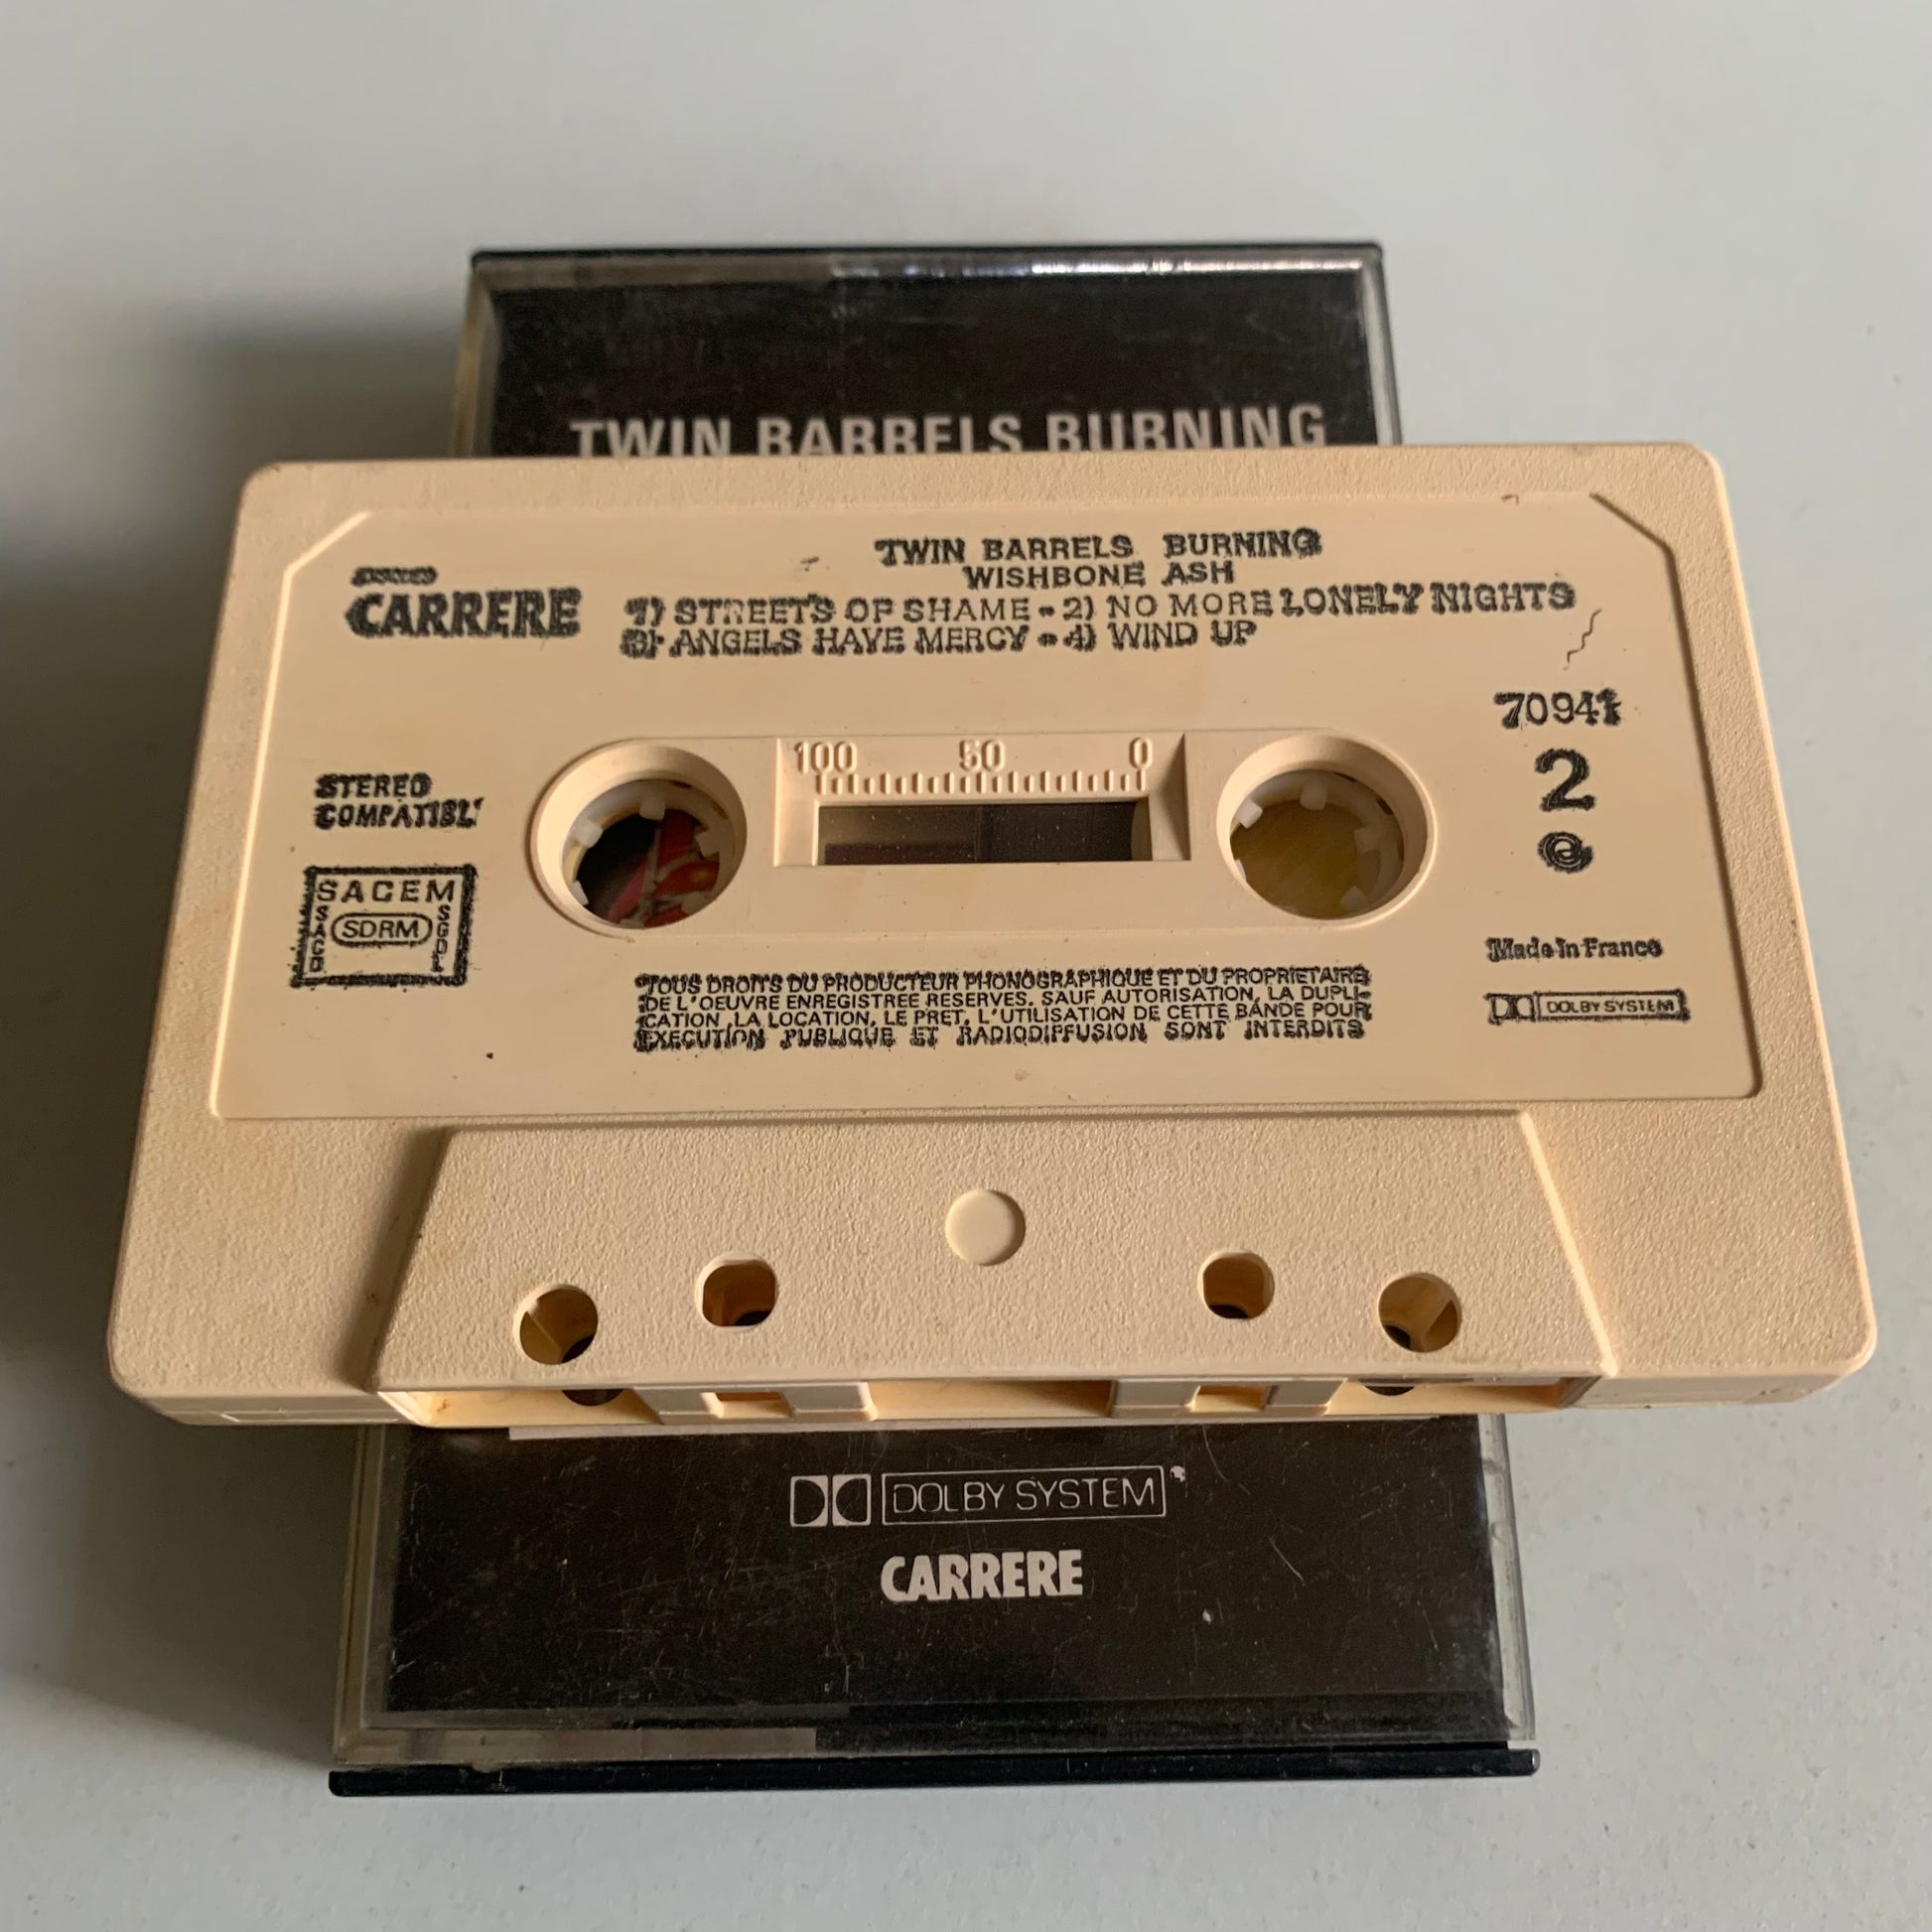 TWIN BARRELS BURNING
TWIN BARRELS BURNING
WISHBONE ASH
DISQUES
CARRERE
1) STREETS OF SHAME - 2) NO MORE LONELY NIGHTS
3) ANGELS HAVE MERCY - 4) WIND UP
70941
2
100 50 0
STEREO
COMPATIBL
SACEM
SACD
SDRM
SGDL
Made In France
DOLBY SYSTEM
TOUS DROITS DU PRODUCTEUR PHONOGRAPHIQUE ET DU PROPRIETAIRE
DE L'OEUVRE ENREGISTREE RESERVES. SAUF AUTORISATION, LA DUPLI-
CATION ,LA LOCATION, LE PRET, L'UTILISATION DE CETTE BANDE POUR
EXECUTION PUBLIQUE ET RADIODIFFUSION SONT INTERDITS
DOLBY SYSTEM
CARRERE